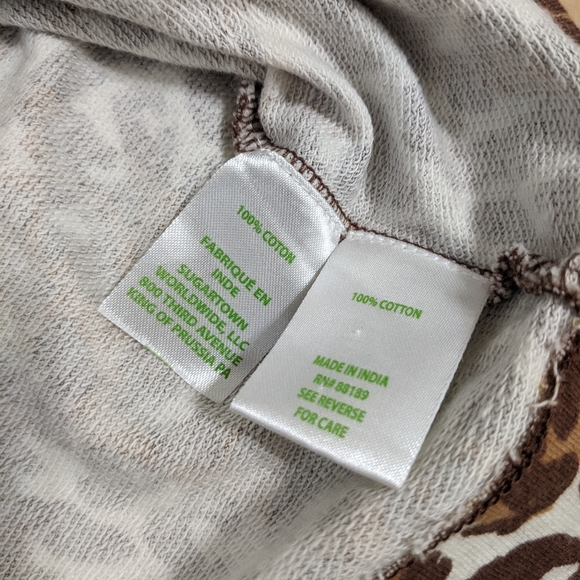 100% COTON
FABRIQUE EN
INDE
SUGARTOWN
WORLDWIDE, LLC
800 THIRD AVENUE
KING OF PRUSSIA PA
100% COTTON
MADE IN INDIA
RN# 88189
SEE REVERSE
FOR CARE